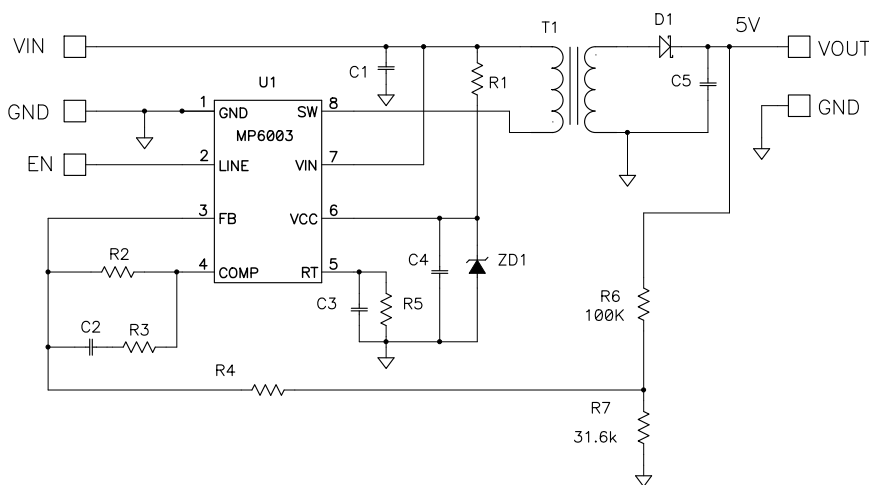 T1
D1
5V
VIN
VOUT
C1
R1
C5
U1
GND
1
GND
SW
8
GND
MP6003
EN
2
LINE
VIN
7
3
FB
VCC
6
R2
C4
ZD1
4
COMP
RT
5
C3
R5
R6
100K
C2
R3
R4
R7
31.6k